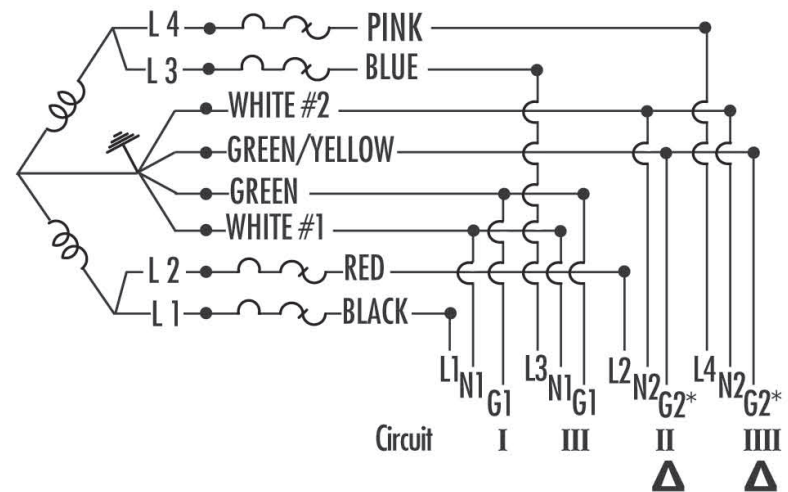 L 4 PINK
L 3 BLUE
WHITE #2
GREEN/YELLOW
GREEN
WHITE #1
L 2 RED
L 1 BLACK
L1 N1 G1 L3 N1 G1 L2 N2 G2* L4 N2 G2*
Circuit I III II IIII
Δ Δ